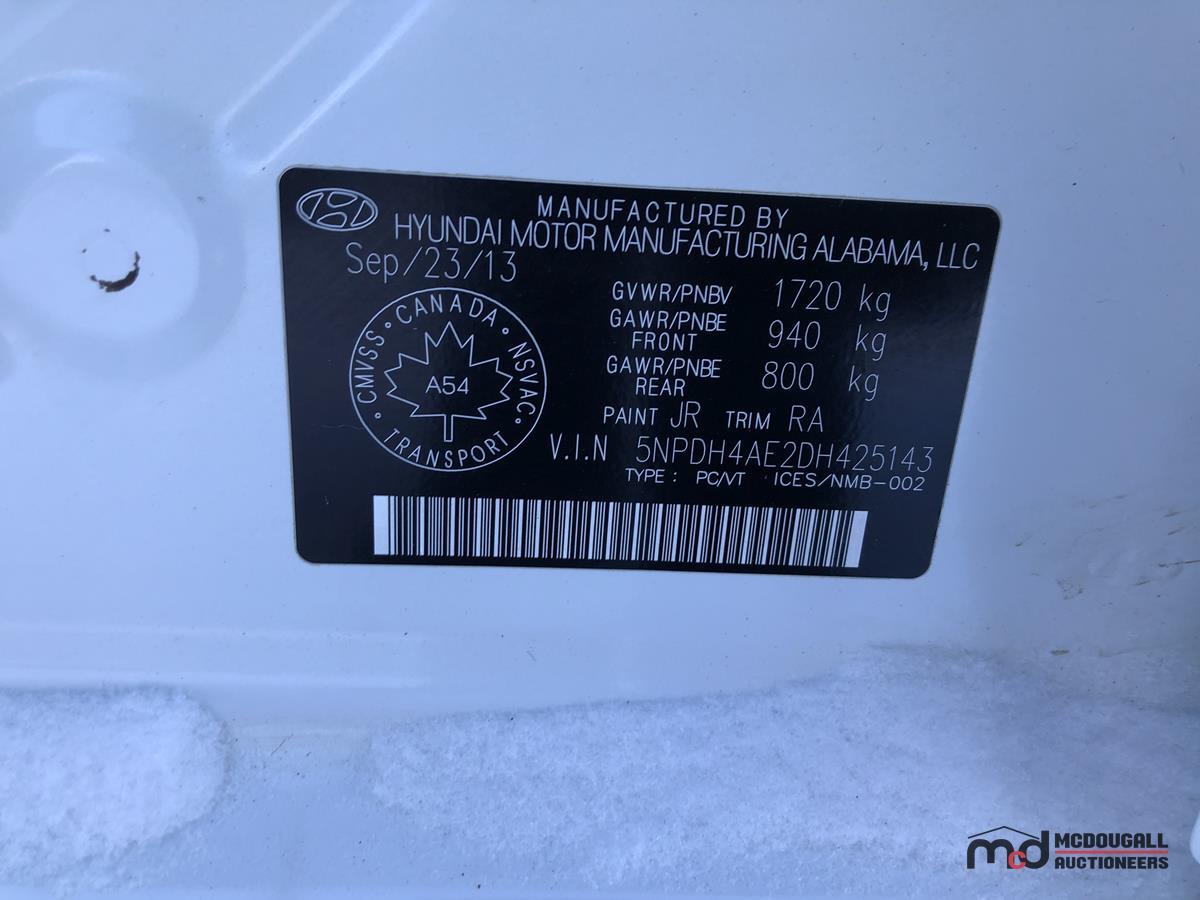 MANUFACTURED BY
HYUNDAI MOTOR MANUFACTURING ALABAMA, LLC
Sep/23/13
GVWR/PNBV 1720 kg
GAWR/PNBE FRONT 940 kg
GAWR/PNBE REAR 800 kg
PAINT JR TRIM RA
CANADA · NSVAC · TRANSPORT · CMVSS ·
A54
V.I.N 5NPDH4AE2DH425143
TYPE: PC/VT ICES/NMB-002
mcd MCDOUGALL
AUCTIONEERS